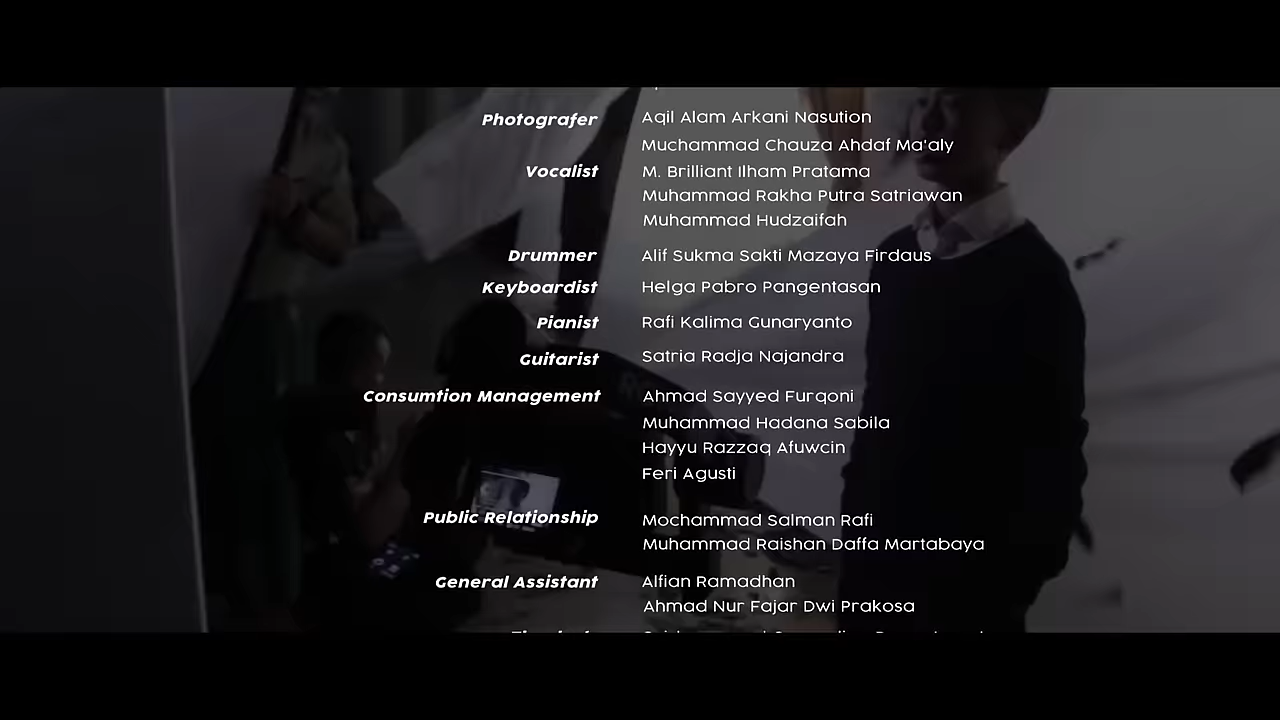 Photografer Aqil Alam Arkani Nasution
Muchammad Chauza Ahdaf Ma'aly
Vocalist M. Brilliant Ilham Pratama
Muhammad Rakha Putra Satriawan
Muhammad Hudzaifah
Drummer Alif Sukma Sakti Mazaya Firdaus
Keyboardist Helga Pabro Pangentasan
Pianist Rafi Kalima Gunaryanto
Guitarist Satria Radja Najandra
Consumtion Management Ahmad Sayyed Furqoni
Muhammad Hadana Sabila
Hayyu Razzaq Afuwcin
Feri Agusti
Public Relationship Mochammad Salman Rafi
Muhammad Raishan Daffa Martabaya
General Assistant Alfian Ramadhan
Ahmad Nur Fajar Dwi Prakosa